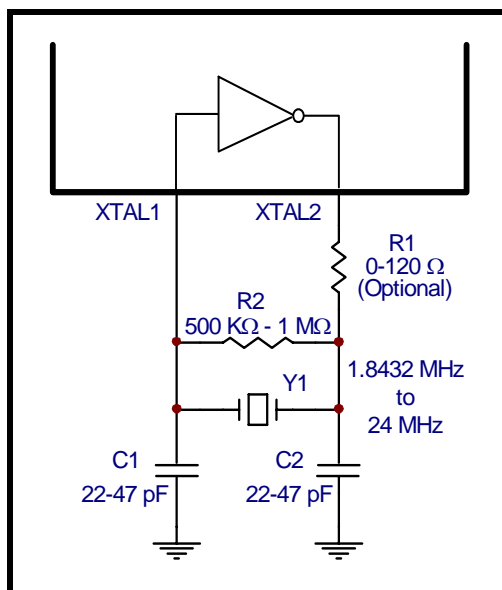 XTAL1
XTAL2
R1
0-120 Ω
(Optional)
R2
500 KΩ - 1 MΩ
Y1
1.8432 MHz
to
24 MHz
C1
22-47 pF
C2
22-47 pF